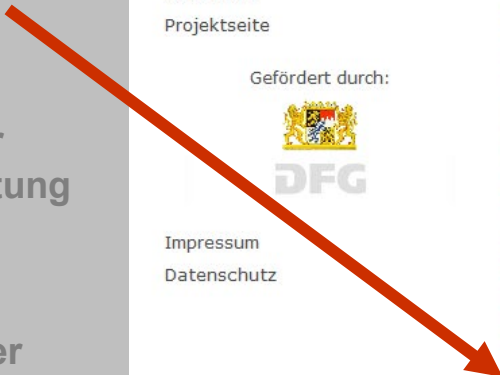 Projektseite
Gefördert durch:
DFG
Impressum
Datenschutz